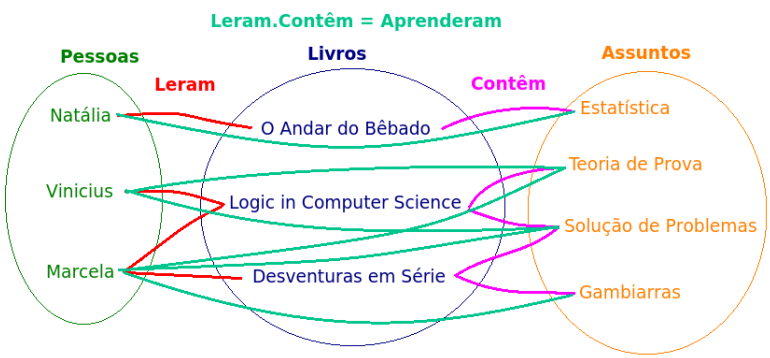 Leram.Contêm = Aprenderam
Pessoas
Livros
Assuntos
Leram
Contêm
Natália
O Andar do Bêbado
Estatística
Teoria de Prova
Vinicius
Logic in Computer Science
Solução de Problemas
Marcela
Desventuras em Série
Gambiarras